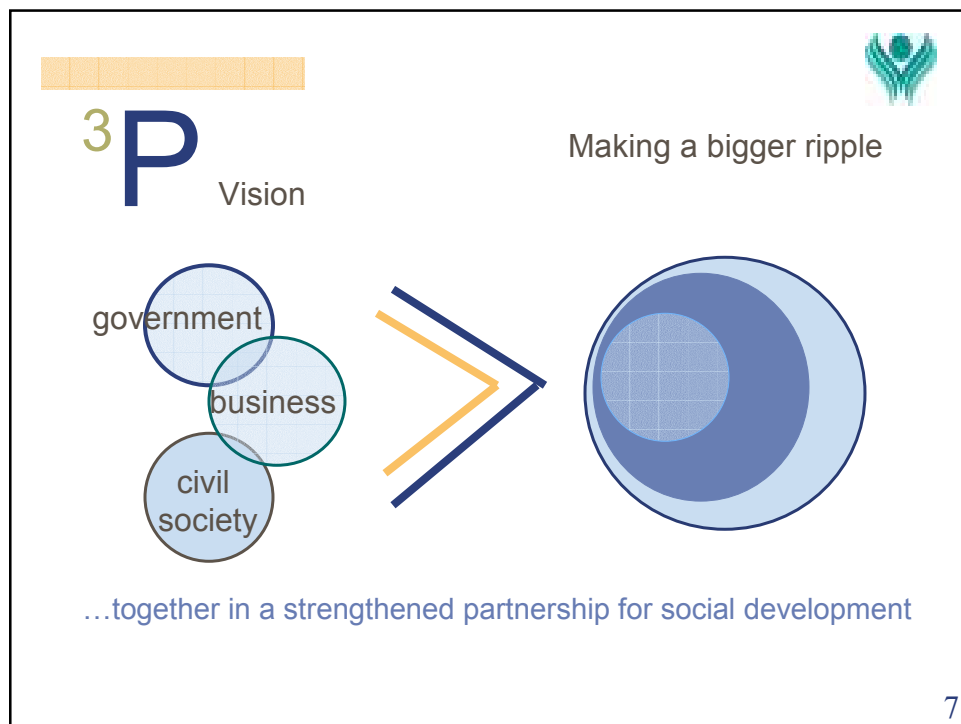 3P Vision
Making a bigger ripple
government
business
civil
society
…together in a strengthened partnership for social development
7